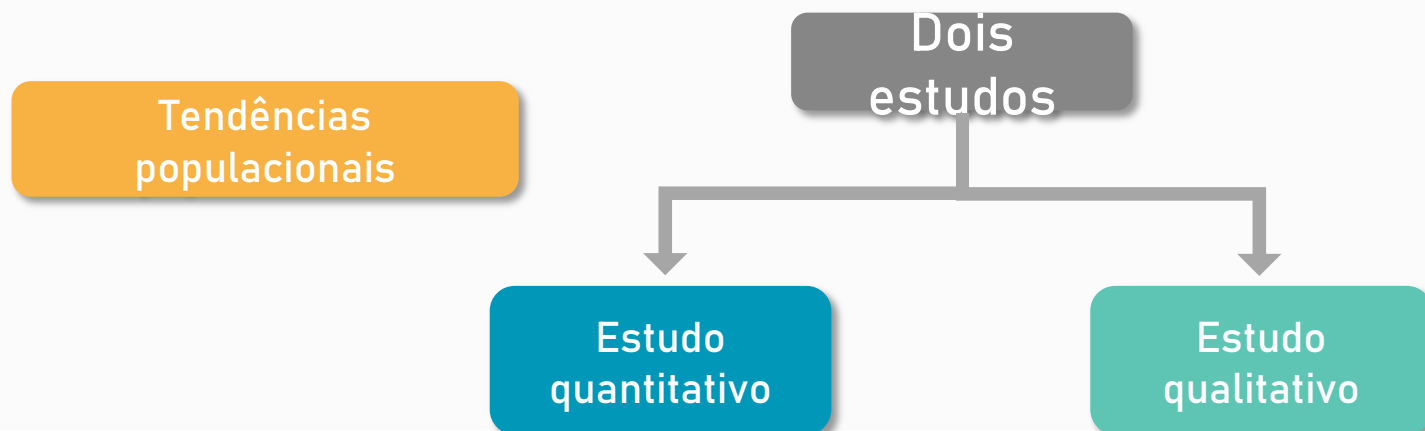 Dois
estudos
Tendências
populacionais
Estudo
quantitativo
Estudo
qualitativo